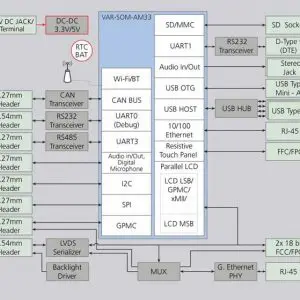 V DC JACK/
Terminal
DC-DC
3.3V/5V
RTC
BAT
VAR-SOM-AM33
SD/MMC
UART1
Audio in/Out
USB OTG
USB HOST
10/100
Ethernet
Resistive
Touch Panel
Parallel LCD
LCD LSB/
GPMC/
xMII/
LCD MSB
Wi-Fi/BT
CAN BUS
UART0
(Debug)
UART3
Audio in/Out,
Digital
Microphone
I2C
SPI
GPMC
RS232
Transceiver
USB HUB
SD Sock
D-Type
(DTE)
Stereo
Jack
USB Type
Mini - A
USB Type
RJ-45
FFC/FPC
.27mm
Header
CAN
Transceiver
.54mm
Header
RS232
Transceiver
.27mm
Header
RS485
Transceiver
.27mm
Header
.27mm
Header
.27mm
Header
.27mm
Header
.54mm
Header
LVDS
Serializer
Backlight
Driver
MUX
G. Ethernet
PHY
2x 18 b
FCC/FPC
RJ-45